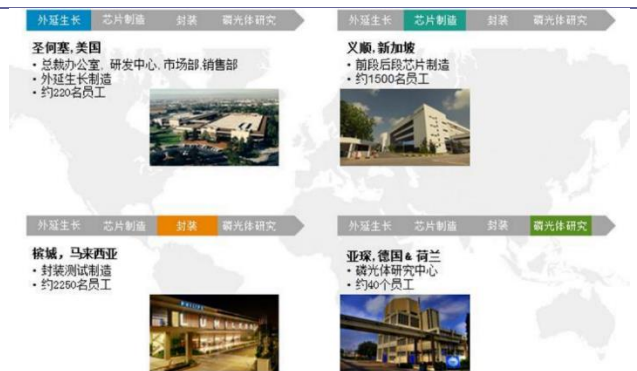 外延生长 芯片制造 封装 磷光体研究
圣何塞,美国
• 总裁办公室, 研发中心, 市场部,销售部
• 外延生长制造
• 约220名员工
外延生长 芯片制造 封装 磷光体研究
义顺,新加坡
• 前段后段芯片制造
• 约1500名员工
外延生长 芯片制造 封装 磷光体研究
槟城，马来西亚
• 封装测试制造
• 约2250名员工
PHILIPS
LUMILEDS
外延生长 芯片制造 封装 磷光体研究
亚琛,德国& 荷兰
• 磷光体研究中心
• 约40个员工